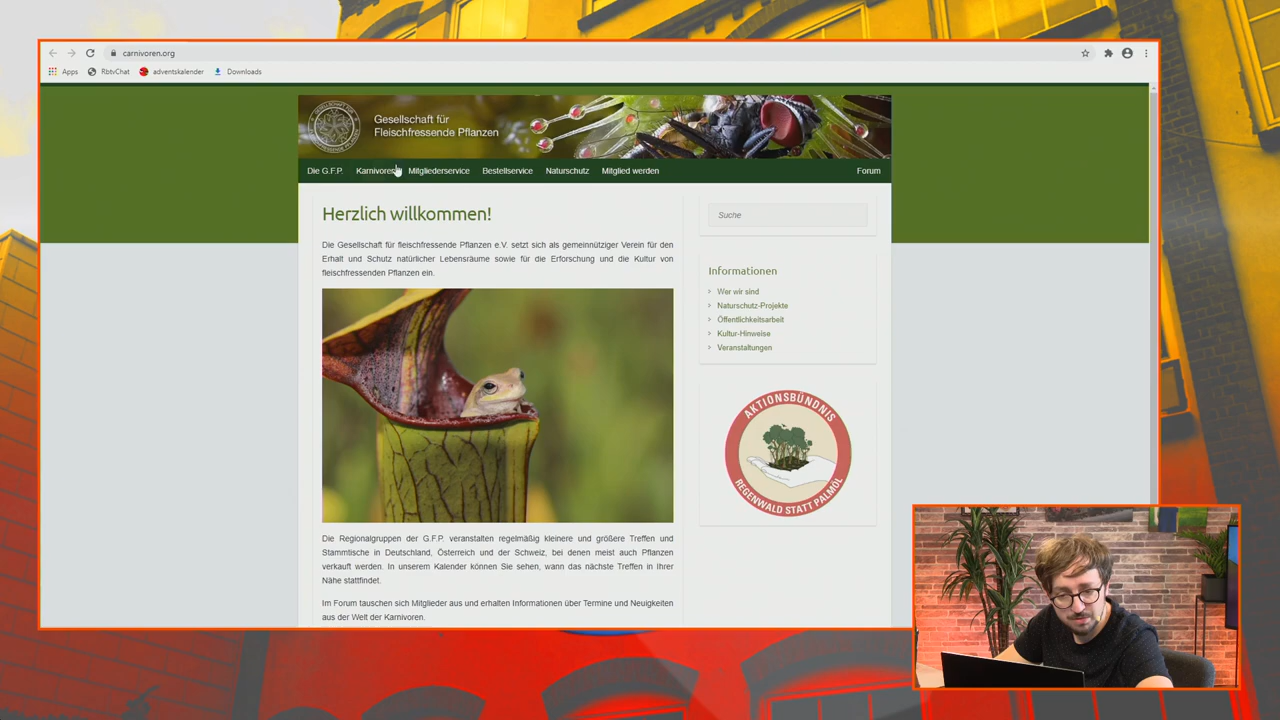 carnivoren.org
Apps RbtvChat adventskalender Downloads
Gesellschaft für
Fleischfressende Pflanzen
Die G.F.P. Karnivoren Mitgliederservice Bestellservice Naturschutz Mitglied werden Forum
Herzlich willkommen!
Die Gesellschaft für fleischfressende Pflanzen e.V. setzt sich als gemeinnütziger Verein für den
Erhalt und Schutz natürlicher Lebensräume sowie für die Erforschung und die Kultur von
fleischfressenden Pflanzen ein.
Die Regionalgruppen der G.F.P. veranstalten regelmäßig kleinere und größere Treffen und
Stammtische in Deutschland, Österreich und der Schweiz, bei denen meist auch Pflanzen
verkauft werden. In unserem Kalender können Sie sehen, wann das nächste Treffen in Ihrer
Nähe stattfindet.
Im Forum tauschen sich Mitglieder aus und erhalten Informationen über Termine und Neuigkeiten
aus der Welt der Karnivoren.
Suche
Informationen
Wer wir sind
Naturschutz-Projekte
Öffentlichkeitsarbeit
Kultur-Hinweise
Veranstaltungen
AKTIONSBÜNDNIS
REGENWALD STATT PALMÖL